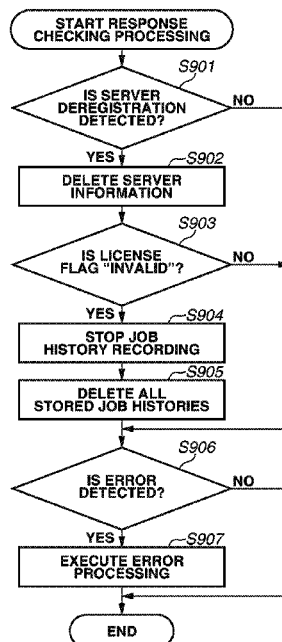 START RESPONSE
CHECKING PROCESSING
S901
IS SERVER
DEREGISTRATION
DETECTED?
NO
YES
S902
DELETE SERVER
INFORMATION
S903
IS LICENSE
FLAG “INVALID”?
NO
YES
S904
STOP JOB
HISTORY RECORDING
S905
DELETE ALL
STORED JOB HISTORIES
S906
IS ERROR
DETECTED?
NO
YES
S907
EXECUTE ERROR
PROCESSING
END